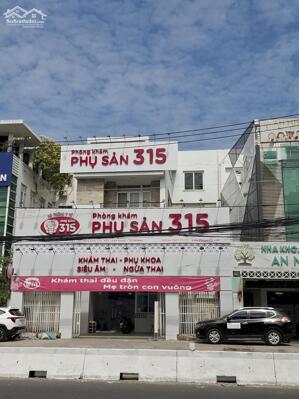 Phòng khám
PHỤ SẢN 315
Phòng khám
PHỤ SẢN 315
315
KHÁM THAI - PHỤ KHOA
SIÊU ÂM - NGỪA THAI
Khám thai đều đặn
Mẹ tròn con vuông
NHA KHOA
AN